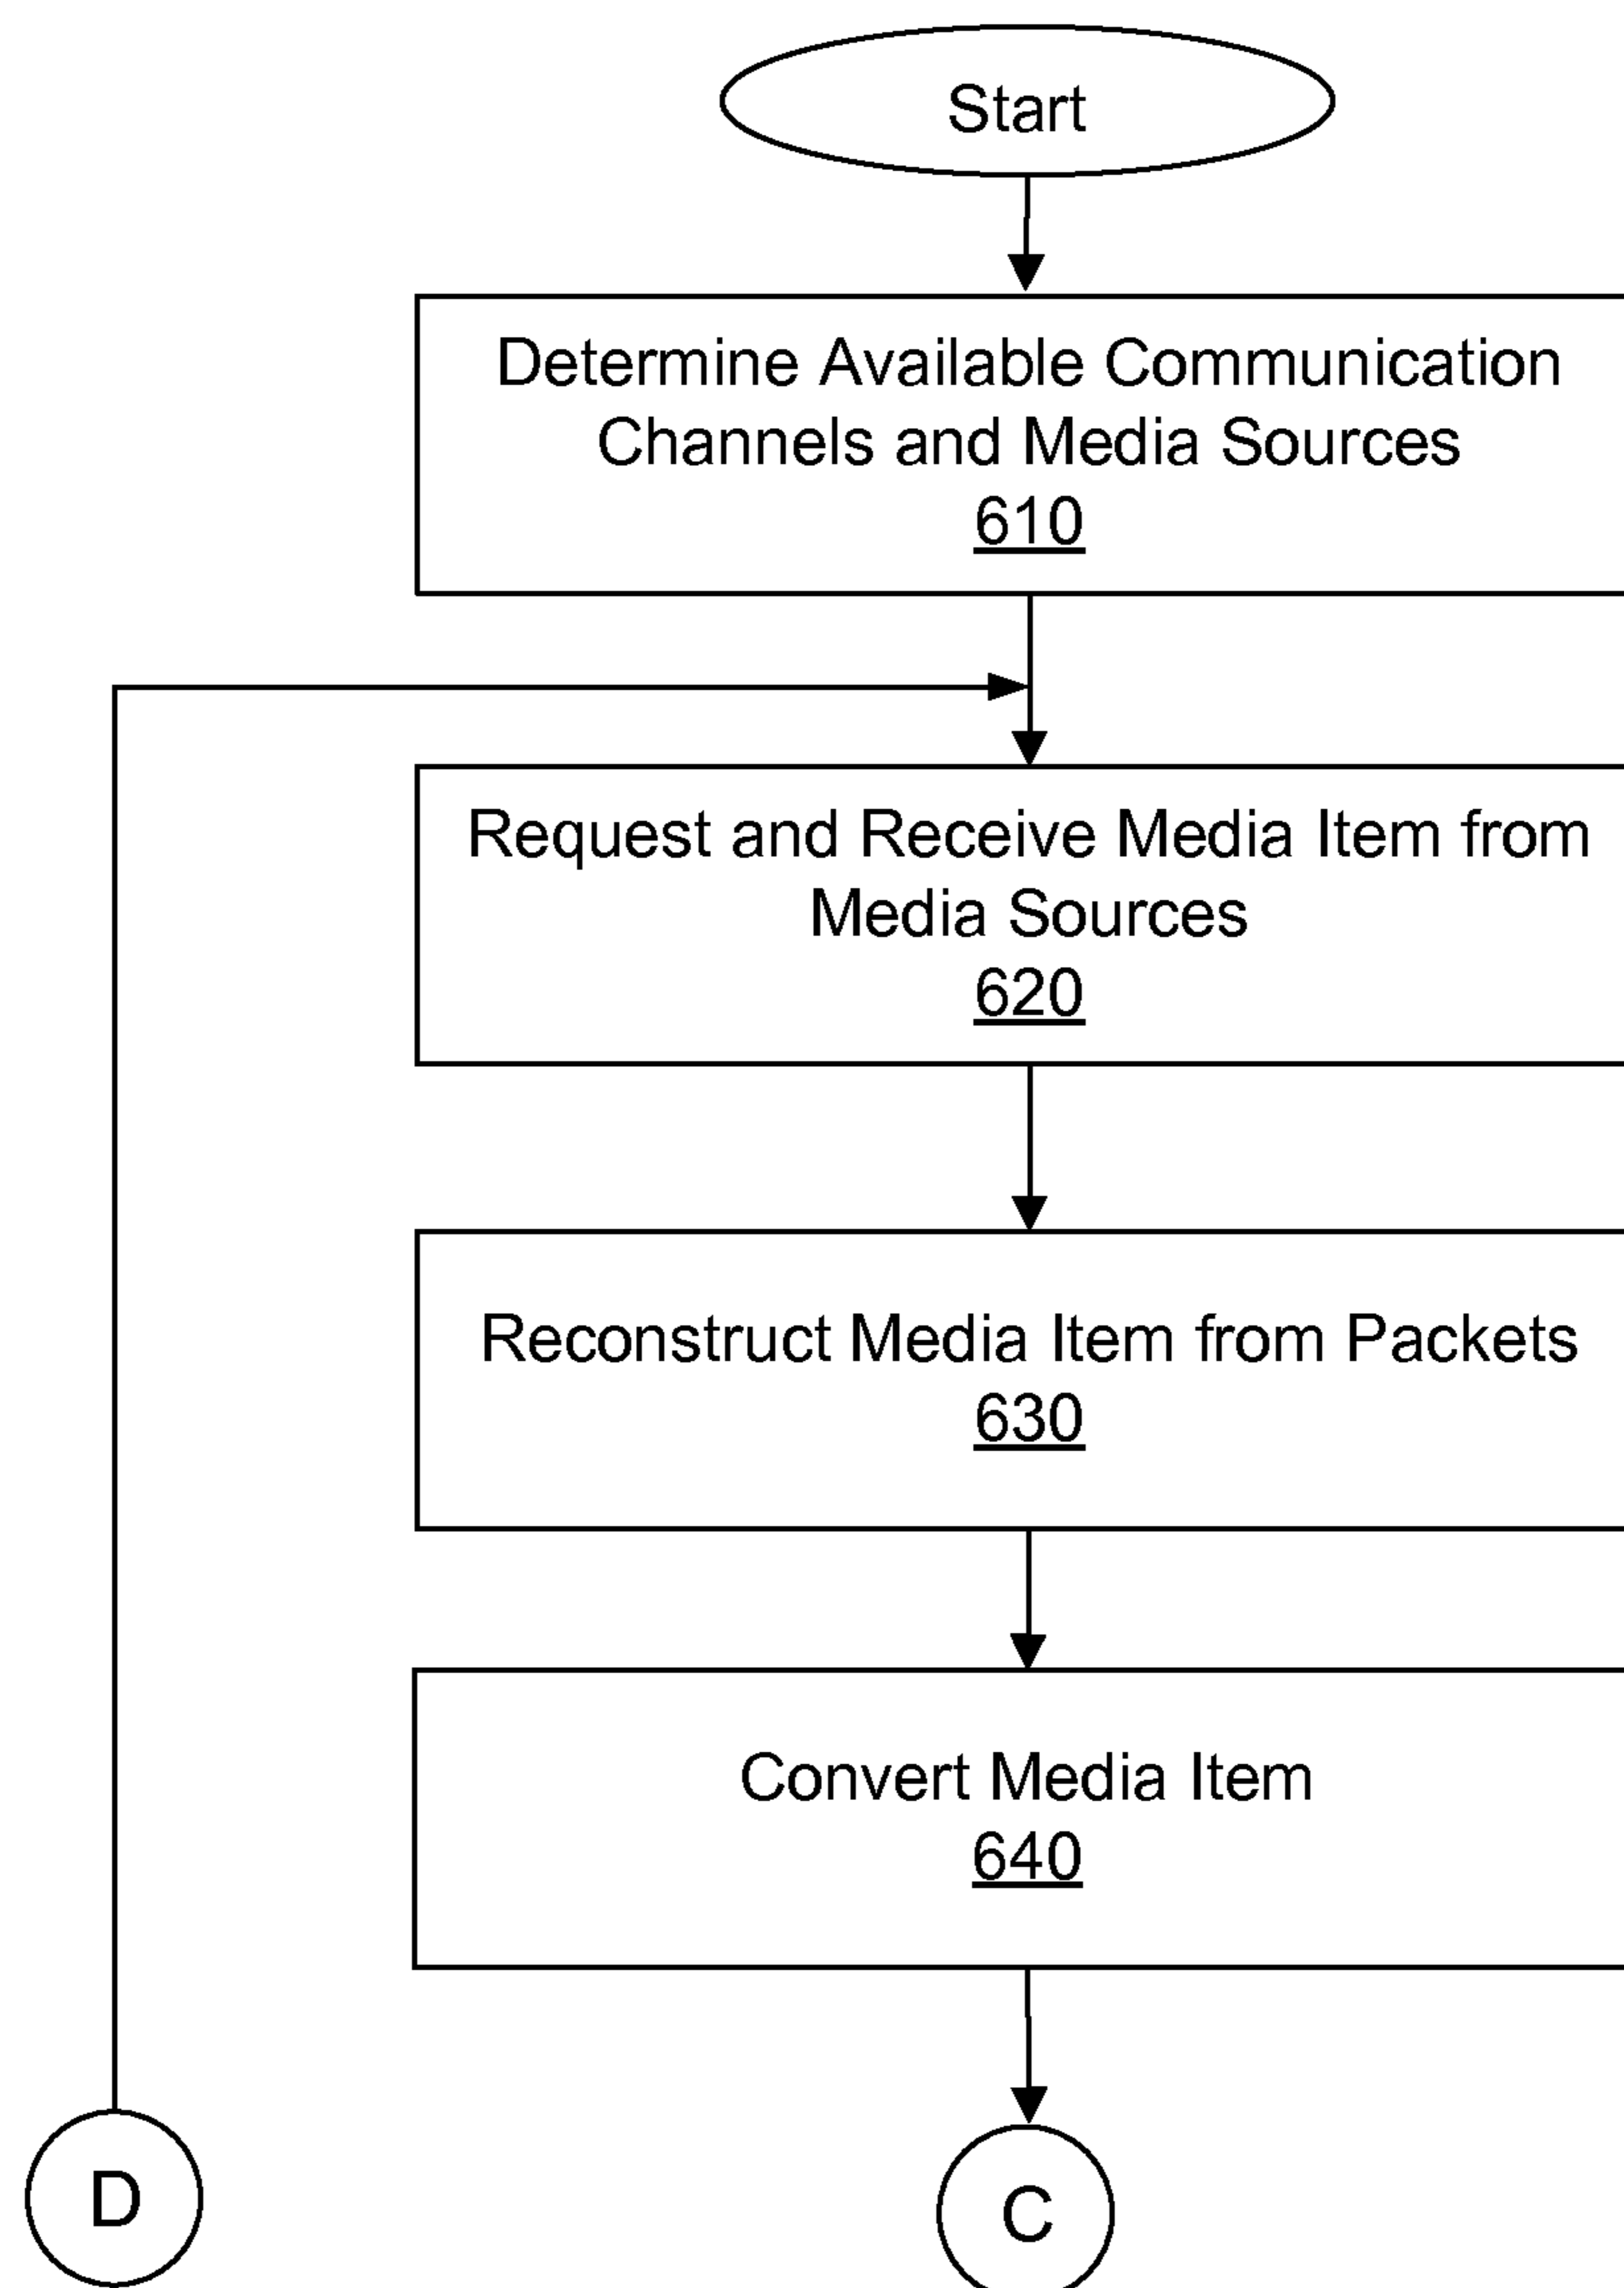 Start
Determine Available Communication
Channels and Media Sources
610
Request and Receive Media Item from
Media Sources
620
Reconstruct Media Item from Packets
630
Convert Media Item
640
D
C